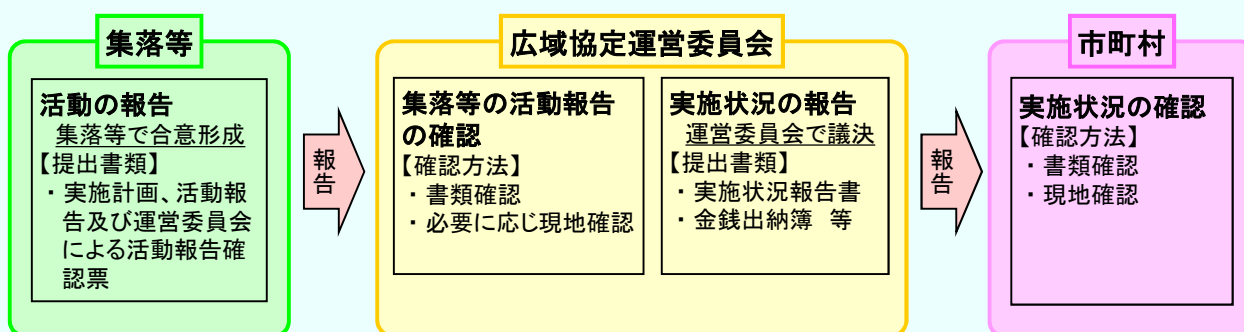 集落等
活動の報告
集落等で合意形成
【提出書類】
・実施計画、活動報
告及び運営委員会
による活動報告確
認票
報告
広域協定運営委員会
集落等の活動報告
の確認
【確認方法】
・書類確認
・必要に応じ現地確認
実施状況の報告
運営委員会で議決
【提出書類】
・実施状況報告書
・金銭出納簿 等
報告
市町村
実施状況の確認
【確認方法】
・書類確認
・現地確認